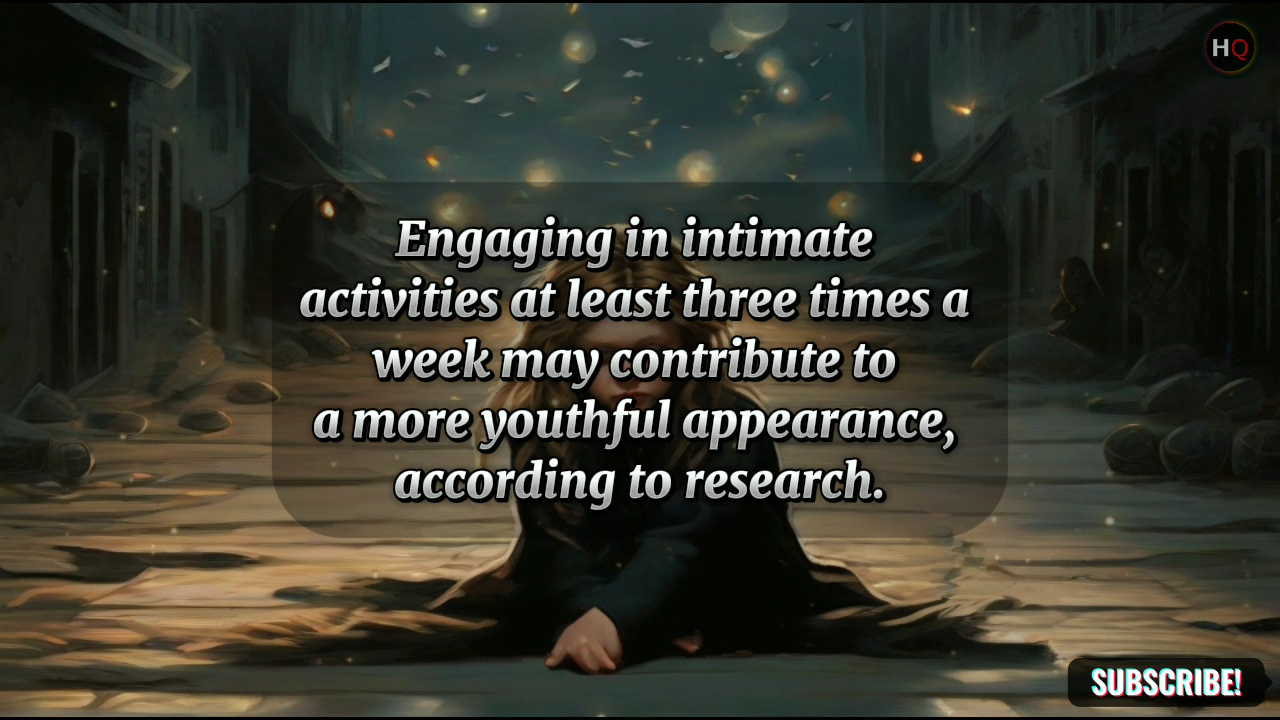 HQ
Engaging in intimate
activities at least three times a
week may contribute to
a more youthful appearance,
according to research.
SUBSCRIBE!